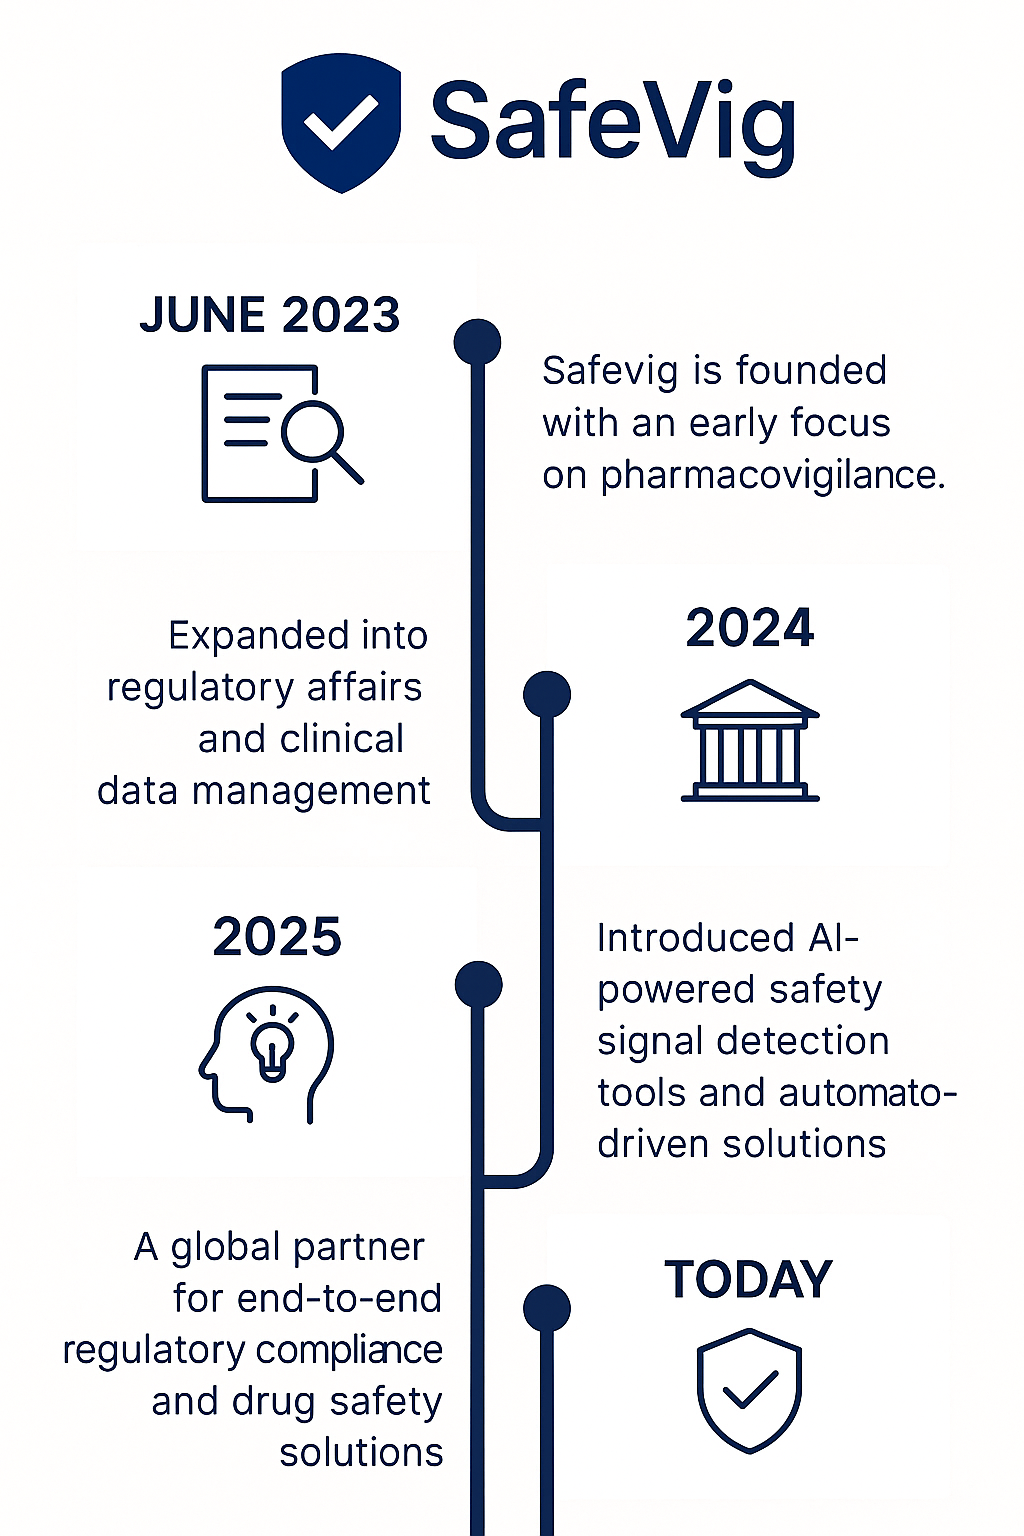 SafeVig
JUNE 2023
Safevig is founded
with an early focus
on pharmacovigilance.
2024
Expanded into
regulatory affairs
and clinical
data management
2025
Introduced AI-
powered safety
signal detection
tools and automato-
driven solutions
TODAY
A global partner
for end-to-end
regulatory compliance
and drug safety
solutions